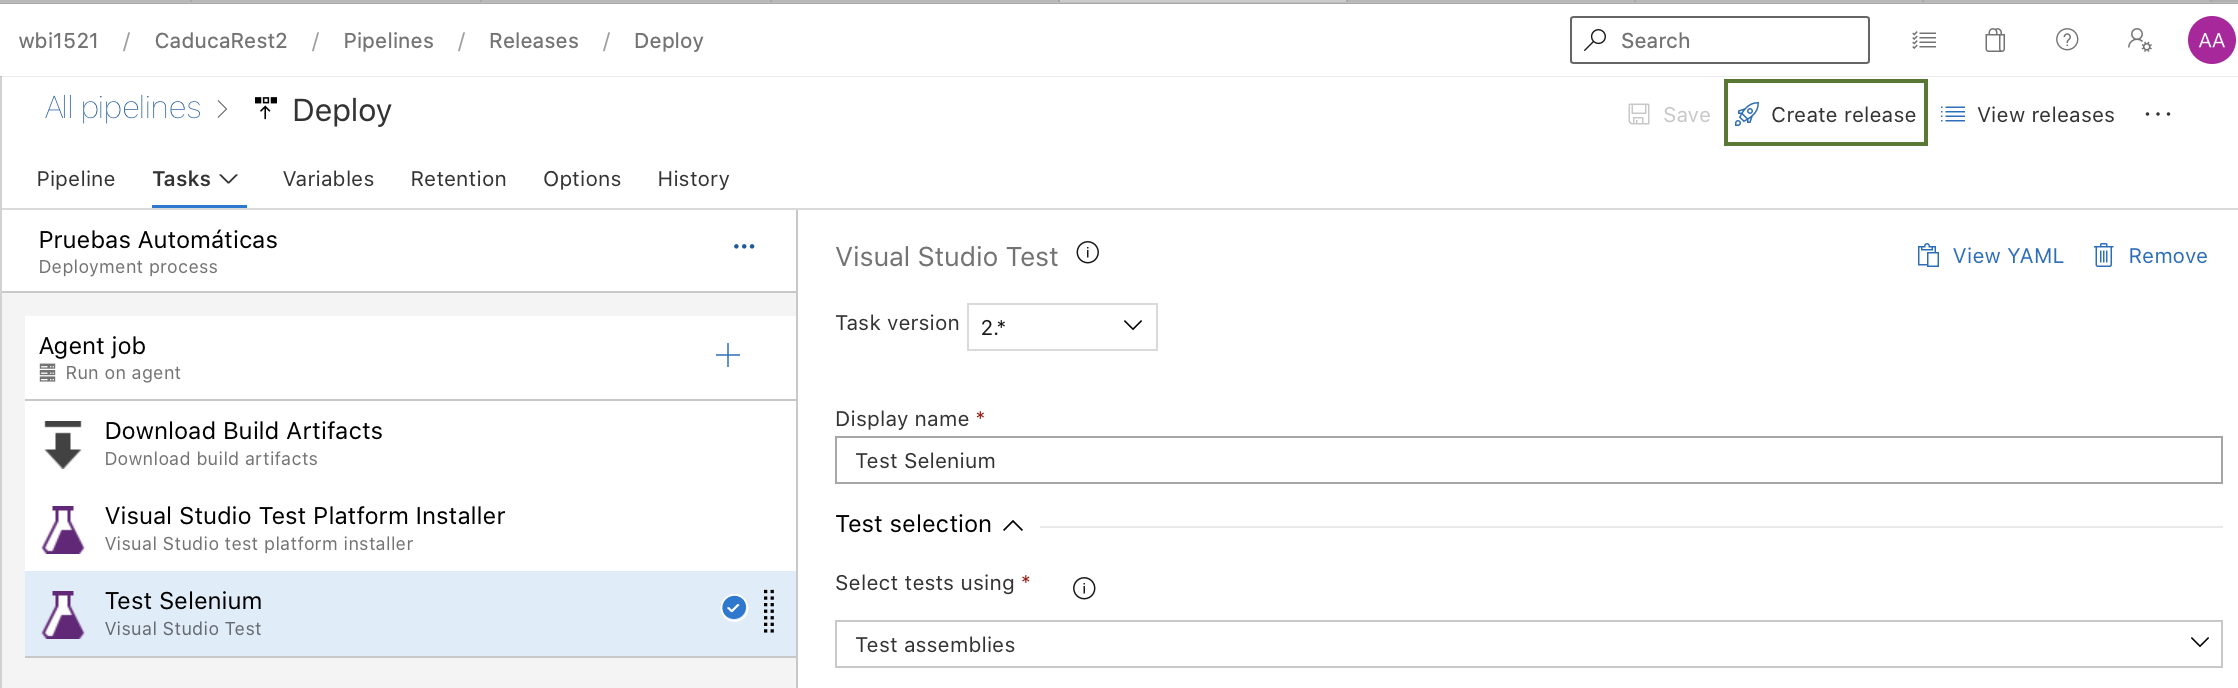 wbi1521 / CaducaRest2 / Pipelines / Releases / Deploy
Search
AA
All pipelines > Deploy
Save
Create release
View releases
Pipeline Tasks Variables Retention Options History
Pruebas Automáticas
Deployment process
Agent job
Run on agent
Download Build Artifacts
Download build artifacts
Visual Studio Test Platform Installer
Visual Studio test platform installer
Test Selenium
Visual Studio Test
Visual Studio Test
View YAML
Remove
Task version 2.*
Display name *
Test Selenium
Test selection
Select tests using *
Test assemblies